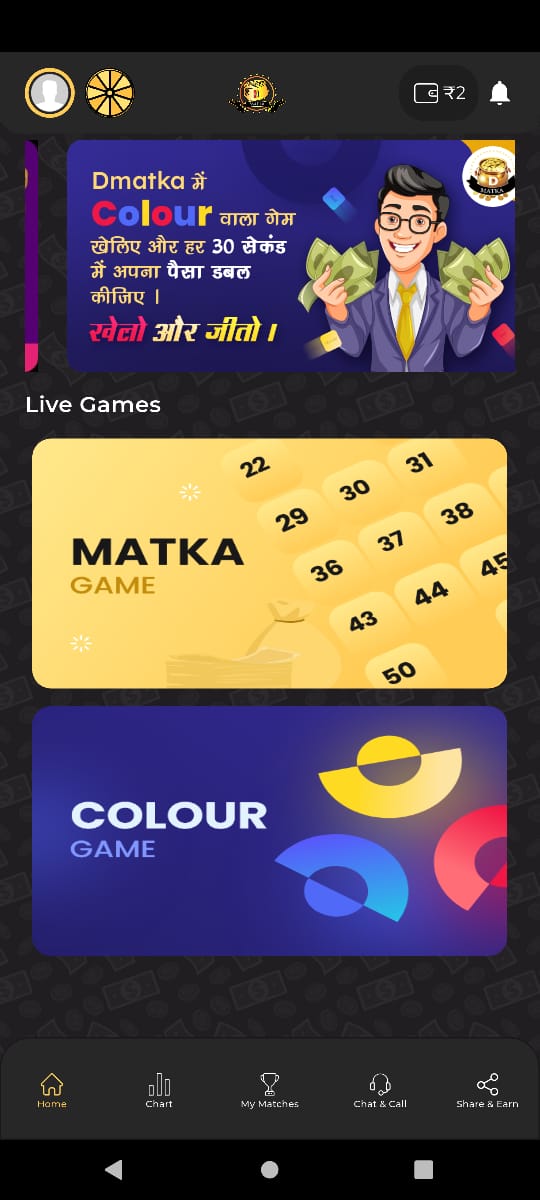 ₹2
Dmatka में
Colour वाला गेम
खेलिए और हर 30 सेकंड
में अपना पैसा डबल
कीजिए ।
खेलो और जीतो ।
D
MATKA
Live Games
22
31
30
29
38
37
36
45
44
43
50
MATKA
GAME
COLOUR
GAME
Home
Chart
My Matches
Chat & Call
Share & Earn